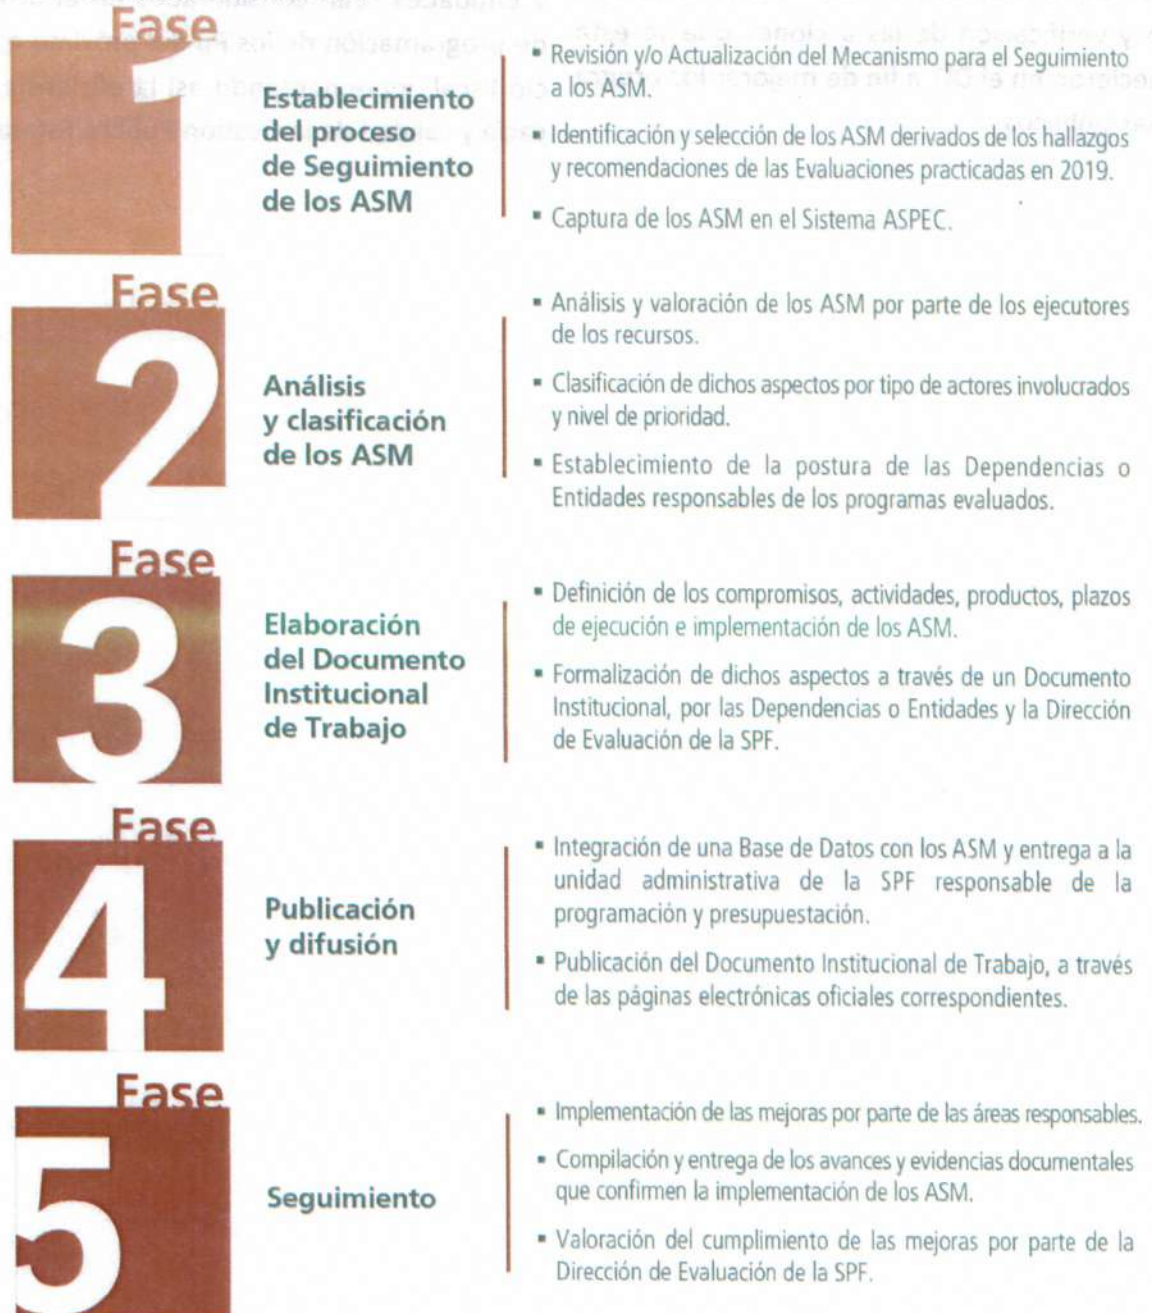 Fase
1
Establecimiento
del proceso
de Seguimiento
de los ASM
▪ Revisión y/o Actualización del Mecanismo para el Seguimiento
a los ASM.
▪ Identificación y selección de los ASM derivados de los hallazgos
y recomendaciones de las Evaluaciones practicadas en 2019.
▪ Captura de los ASM en el Sistema ASPEC.
Fase
2
Análisis
y clasificación
de los ASM
▪ Análisis y valoración de los ASM por parte de los ejecutores
de los recursos.
▪ Clasificación de dichos aspectos por tipo de actores involucrados
y nivel de prioridad.
▪ Establecimiento de la postura de las Dependencias o
Entidades responsables de los programas evaluados.
Fase
3
Elaboración
del Documento
Institucional
de Trabajo
▪ Definición de los compromisos, actividades, productos, plazos
de ejecución e implementación de los ASM.
▪ Formalización de dichos aspectos a través de un Documento
Institucional, por las Dependencias o Entidades y la Dirección
de Evaluación de la SPF.
Fase
4
Publicación
y difusión
▪ Integración de una Base de Datos con los ASM y entrega a la
unidad administrativa de la SPF responsable de la
programación y presupuestación.
▪ Publicación del Documento Institucional de Trabajo, a través
de las páginas electrónicas oficiales correspondientes.
Fase
5
Seguimiento
▪ Implementación de las mejoras por parte de las áreas responsables.
▪ Compilación y entrega de los avances y evidencias documentales
que confirmen la implementación de los ASM.
▪ Valoración del cumplimiento de las mejoras por parte de la
Dirección de Evaluación de la SPF.